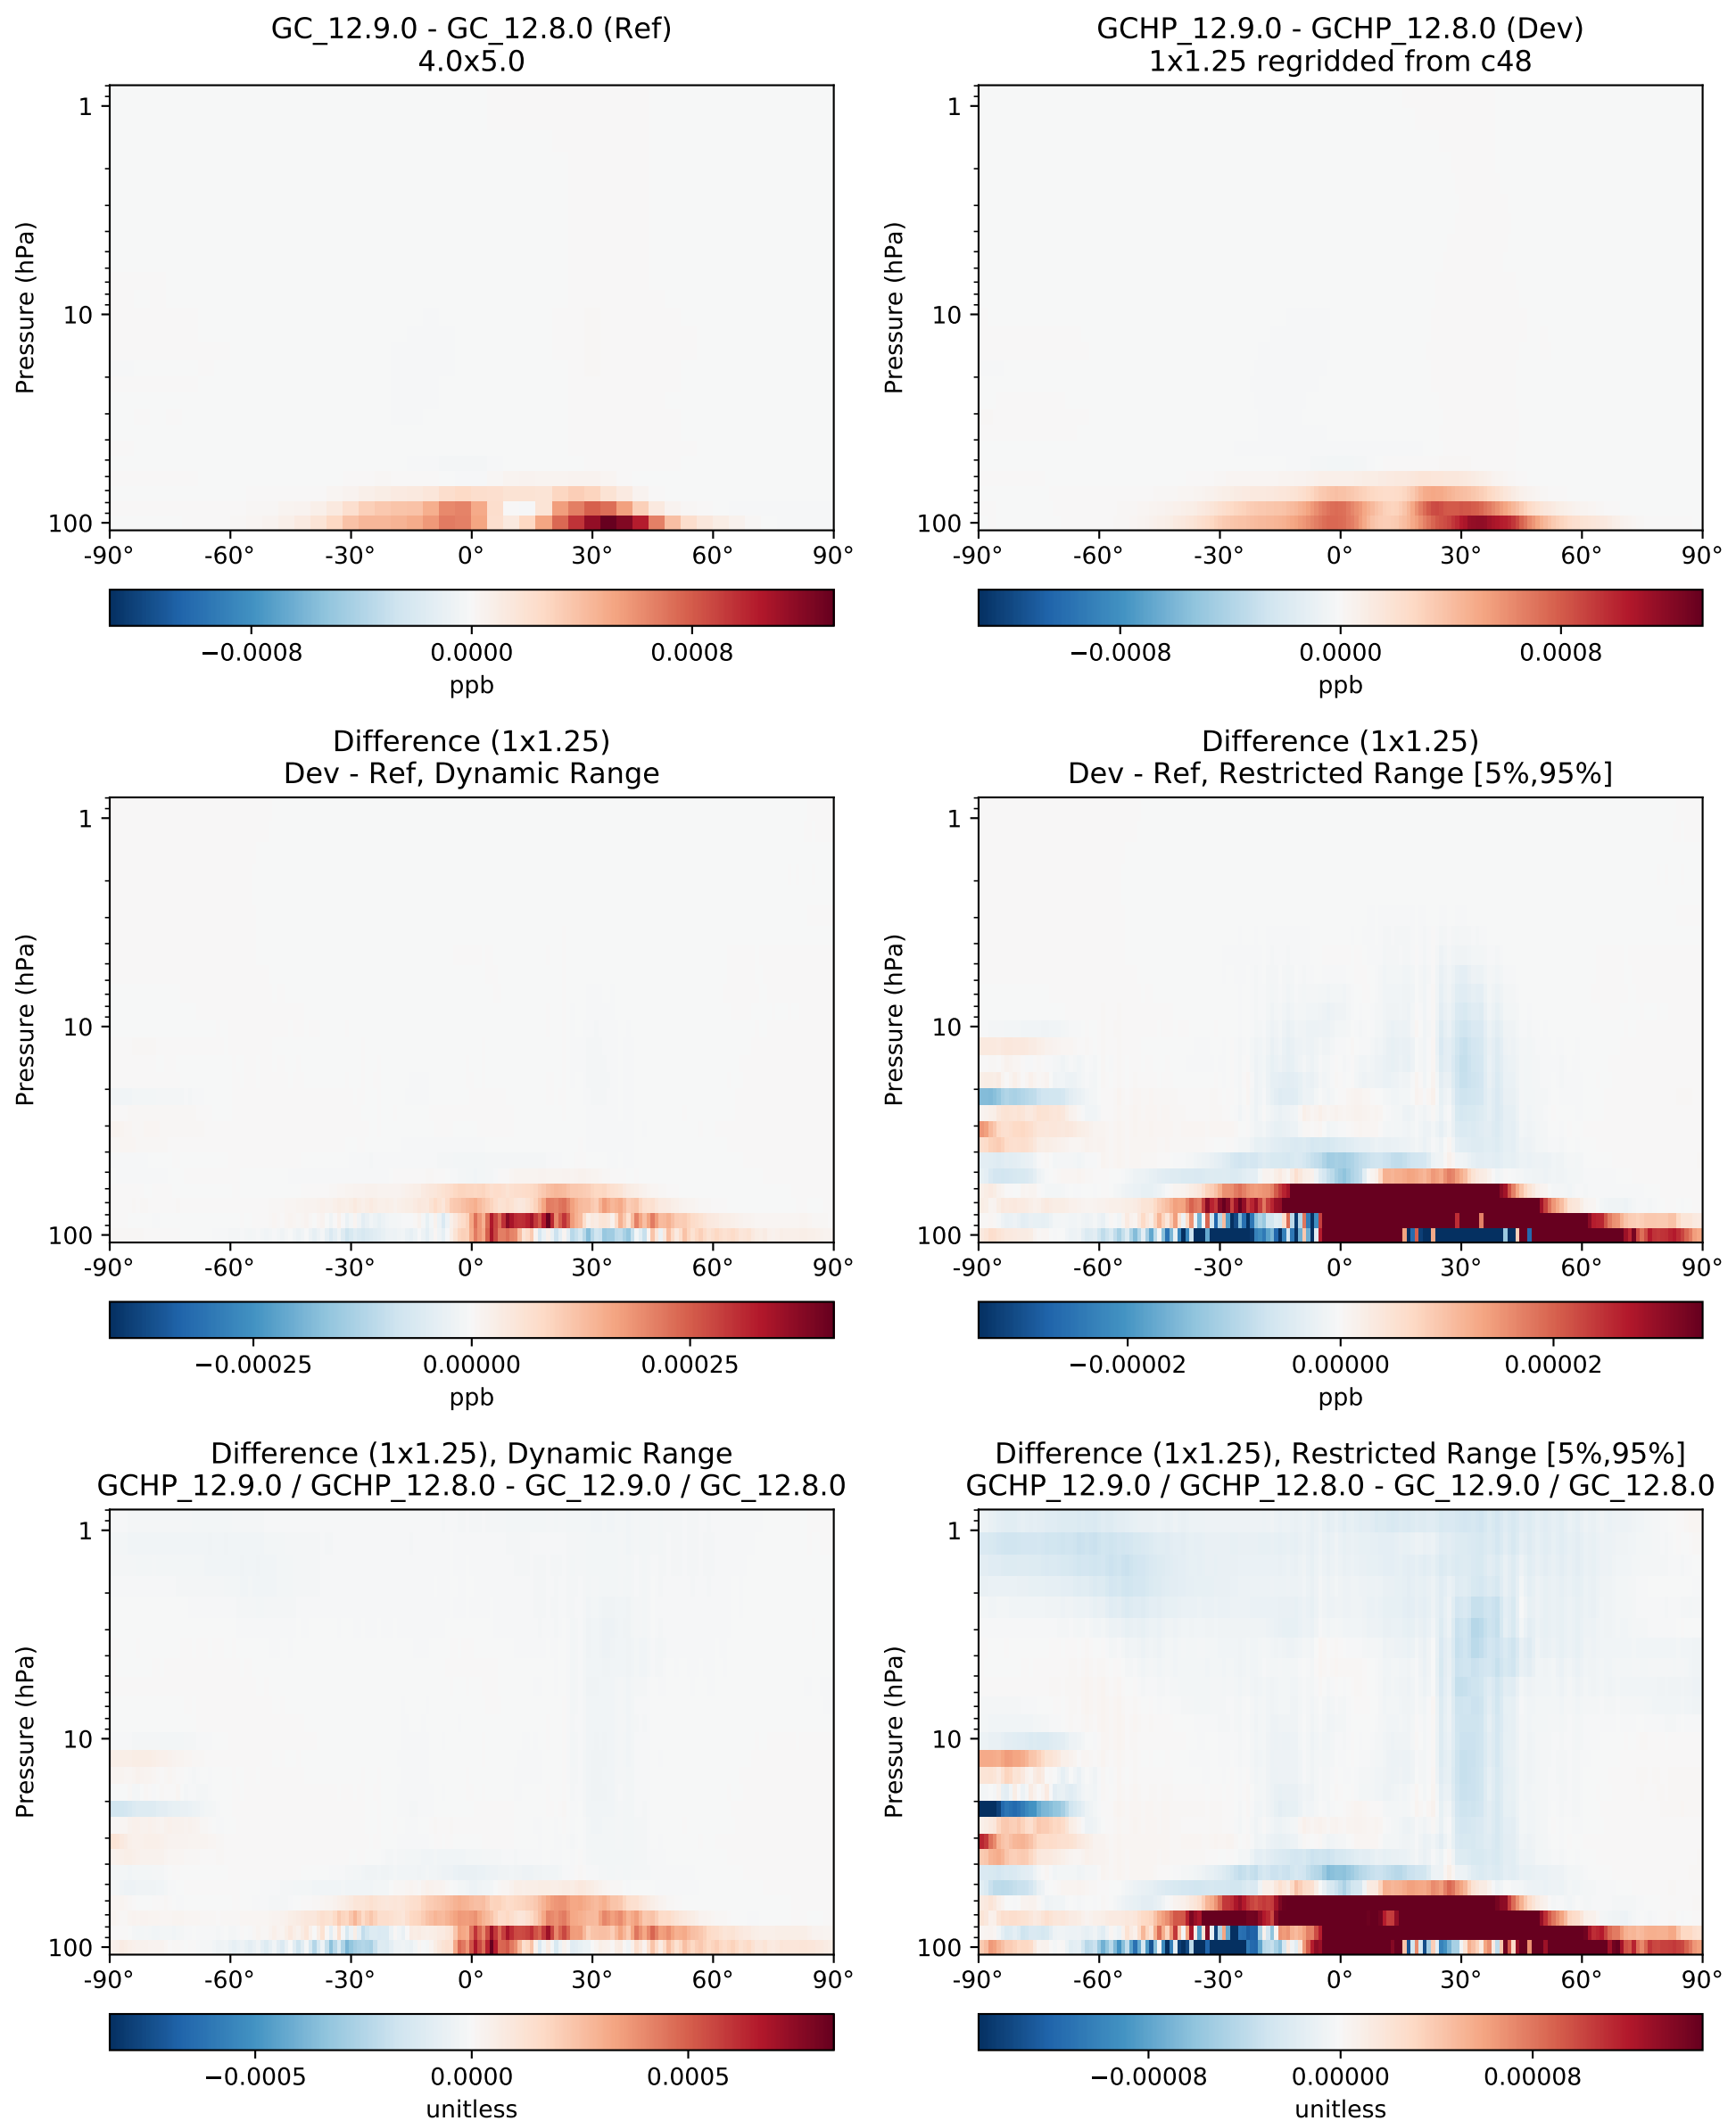 GC_12.9.0 - GC_12.8.0 (Ref)
4.0x5.0
GCHP_12.9.0 - GCHP_12.8.0 (Dev)
1x1.25 regridded from c48
Pressure (hPa)
1
10
100
-90° -60° -30° 0° 30° 60° 90°
−0.0008 0.0000 0.0008
ppb
Pressure (hPa)
1
10
100
-90° -60° -30° 0° 30° 60° 90°
−0.0008 0.0000 0.0008
ppb
Difference (1x1.25)
Dev - Ref, Dynamic Range
Difference (1x1.25)
Dev - Ref, Restricted Range [5%,95%]
Pressure (hPa)
1
10
100
-90° -60° -30° 0° 30° 60° 90°
−0.00025 0.00000 0.00025
ppb
Pressure (hPa)
1
10
100
-90° -60° -30° 0° 30° 60° 90°
−0.00002 0.00000 0.00002
ppb
Difference (1x1.25), Dynamic Range
GCHP_12.9.0 / GCHP_12.8.0 - GC_12.9.0 / GC_12.8.0
Difference (1x1.25), Restricted Range [5%,95%]
GCHP_12.9.0 / GCHP_12.8.0 - GC_12.9.0 / GC_12.8.0
Pressure (hPa)
1
10
100
-90° -60° -30° 0° 30° 60° 90°
−0.0005 0.0000 0.0005
unitless
Pressure (hPa)
1
10
100
-90° -60° -30° 0° 30° 60° 90°
−0.00008 0.00000 0.00008
unitless